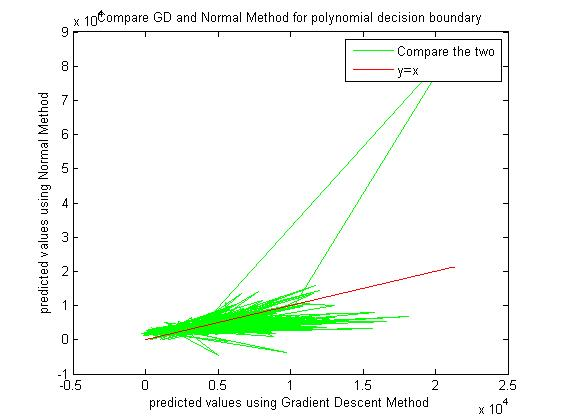 x 10^4
Compare GD and Normal Method for polynomial decision boundary
9
8
7
6
5
4
3
2
1
0
-1
predicted values using Normal Method
Compare the two
y=x
-0.5
0
0.5
1
1.5
2
2.5
x 10^4
predicted values using Gradient Descent Method